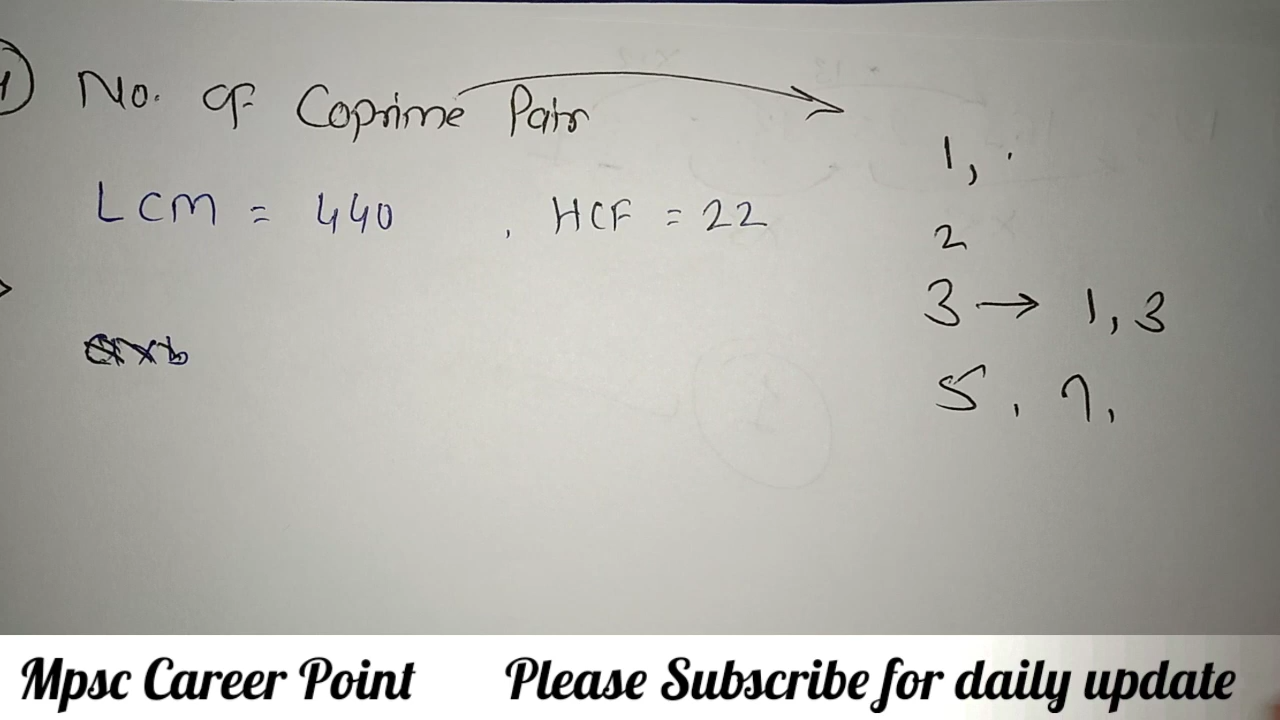 1) No. of Coprime Pair
LCM = 440 , HCF = 22
a×b
1,
2
3 → 1, 3
5, 7,
Mpsc Career Point Please Subscribe for daily update